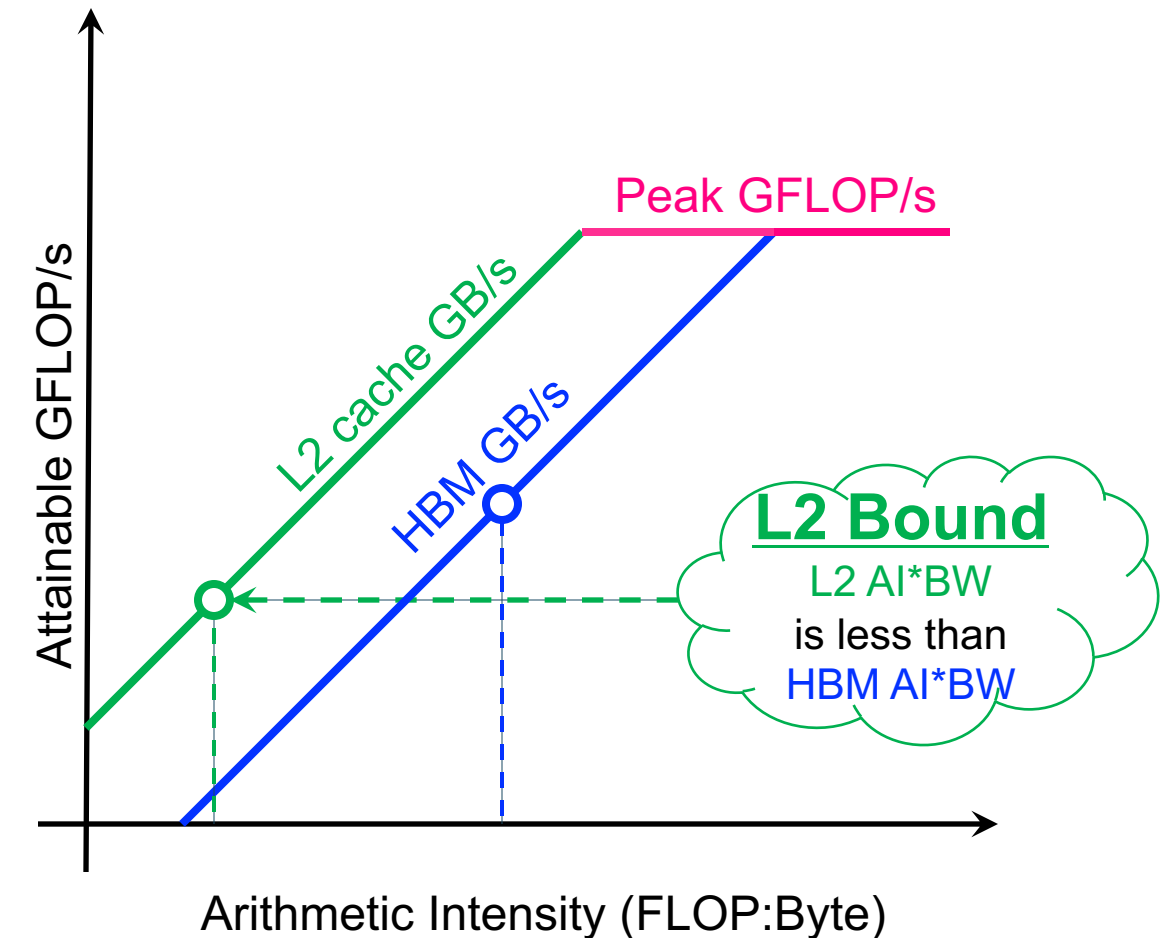 Peak GFLOP/s
Attainable GFLOP/s
L2 cache GB/s
HBM GB/s
L2 Bound
L2 AI*BW
is less than
HBM AI*BW
Arithmetic Intensity (FLOP:Byte)